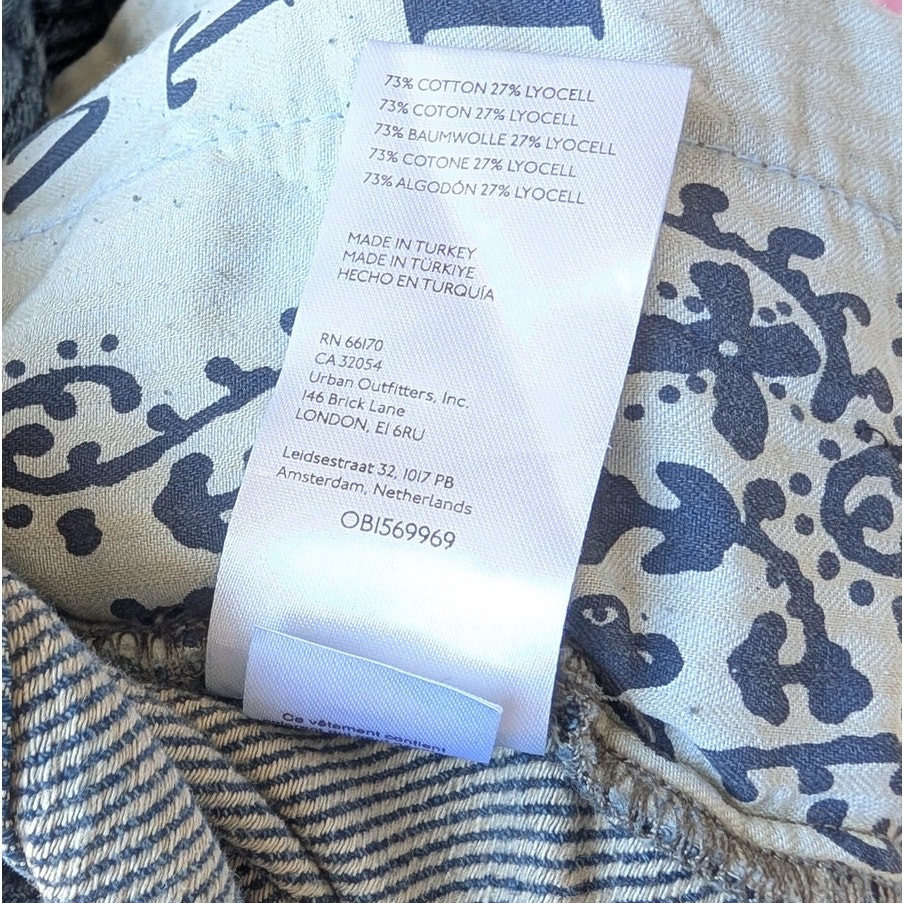 73% COTTON 27% LYOCELL
73% COTON 27% LYOCELL
73% BAUMWOLLE 27% LYOCELL
73% COTONE 27% LYOCELL
73% ALGODÓN 27% LYOCELL
MADE IN TURKEY
MADE IN TÜRKIYE
HECHO EN TURQUÍA
RN 66170
CA 32054
Urban Outfitters, Inc.
146 Brick Lane
LONDON, E1 6RU
Leidsestraat 32, 1017 PB
Amsterdam, Netherlands
OB1569969
Ce vêtement contient